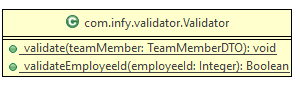 C com.infy.validator.Validator
validate(teamMember: TeamMemberDTO): void
validateEmployeeId(employeeId: Integer): Boolean